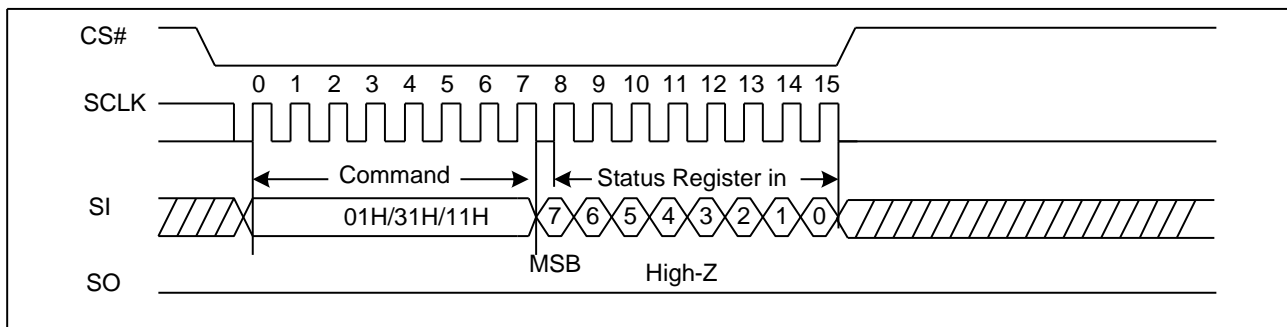 CS#
0 1 2 3 4 5 6 7 8 9 10 11 12 13 14 15
SCLK
Command Status Register in
SI 01H/31H/11H 7 6 5 4 3 2 1 0
MSB High-Z
SO